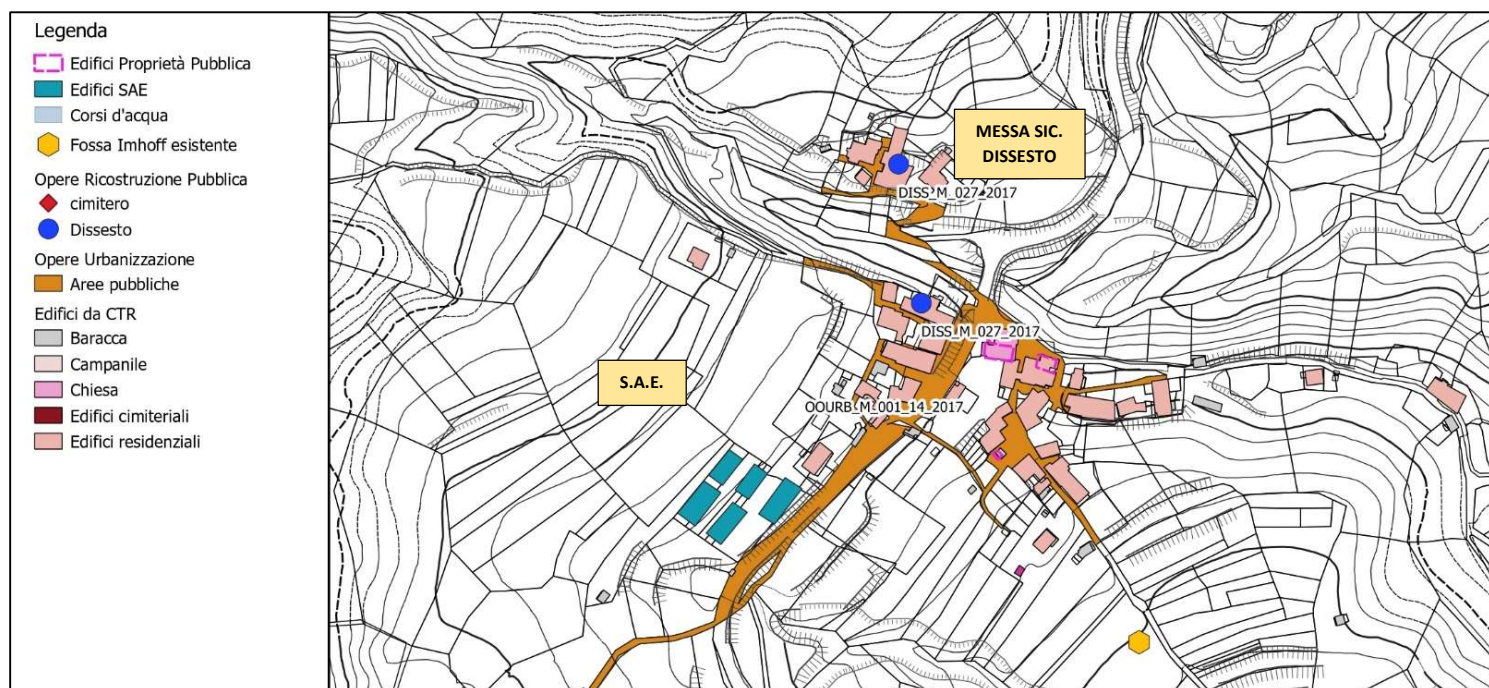 Legenda
Edifici Proprietà Pubblica
Edifici SAE
Corsi d'acqua
Fossa Imhoff esistente
Opere Ricostruzione Pubblica
cimitero
Dissesto
Opere Urbanizzazione
Aree pubbliche
Edifici da CTR
Baracca
Campanile
Chiesa
Edifici cimiteriali
Edifici residenziali
MESSA SIC.
DISSESTO
DISS_M_027_2017
DISS_M_027_2017
S.A.E.
OOURB_M_001_14_2017